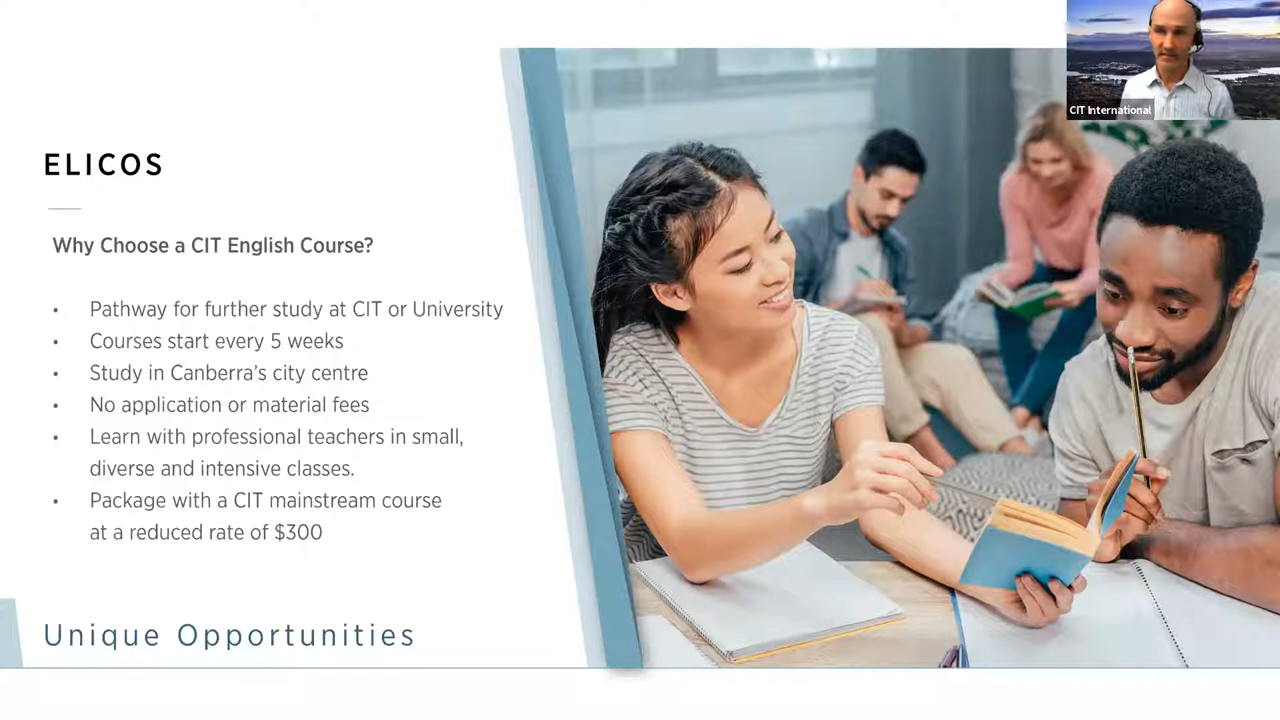 CIT International
ELICOS
Why Choose a CIT English Course?
• Pathway for further study at CIT or University
• Courses start every 5 weeks
• Study in Canberra’s city centre
• No application or material fees
• Learn with professional teachers in small,
diverse and intensive classes.
• Package with a CIT mainstream course
at a reduced rate of $300
Unique Opportunities